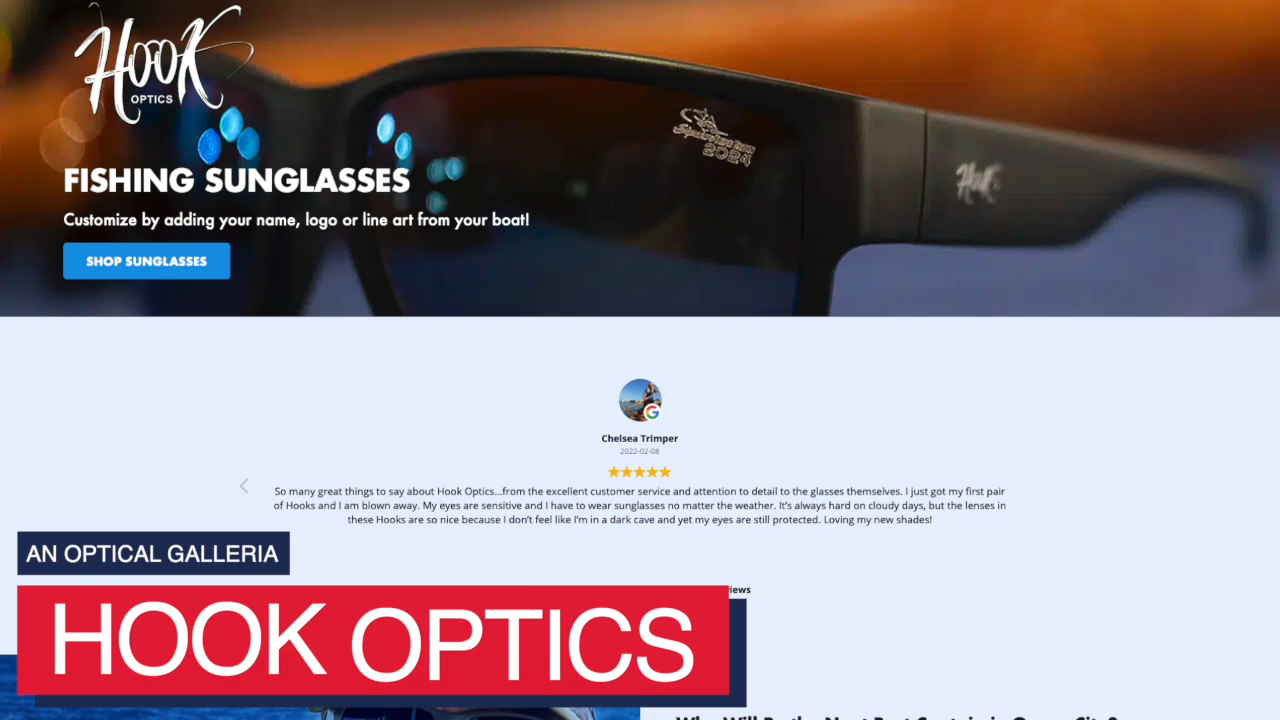 HOOK
OPTICS
2024
Hook
FISHING SUNGLASSES
Customize by adding your name, logo or line art from your boat!
SHOP SUNGLASSES
Chelsea Trimper
2022-02-08
So many great things to say about Hook Optics...from the excellent customer service and attention to detail to the glasses themselves. I just got my first pair
of Hooks and I am blown away. My eyes are sensitive and I have to wear sunglasses no matter the weather. It's always hard on cloudy days, but the lenses in
these Hooks are so nice because I don't feel like I'm in a dark cave and yet my eyes are still protected. Loving my new shades!
AN OPTICAL GALLERIA
HOOK OPTICS